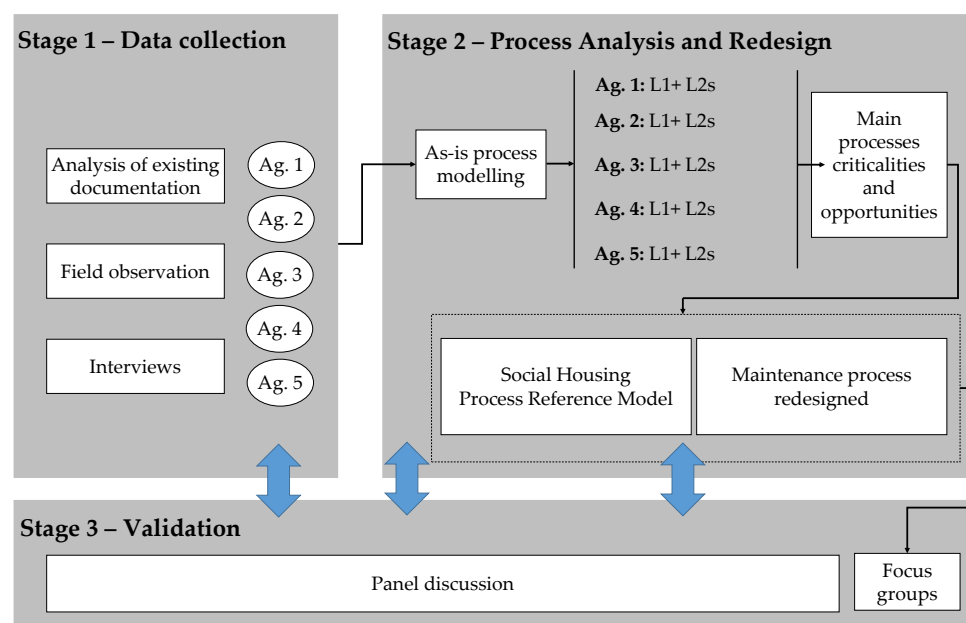 Stage 1 – Data collection
Analysis of existing
documentation
Field observation
Interviews
Ag. 1
Ag. 2
Ag. 3
Ag. 4
Ag. 5
Stage 2 – Process Analysis and Redesign
As-is process
modelling
Ag. 1: L1+ L2s
Ag. 2: L1+ L2s
Ag. 3: L1+ L2s
Ag. 4: L1+ L2s
Ag. 5: L1+ L2s
Main
processes
criticalities
and
opportunities
Social Housing
Process Reference Model
Maintenance process
redesigned
Stage 3 – Validation
Panel discussion
Focus
groups